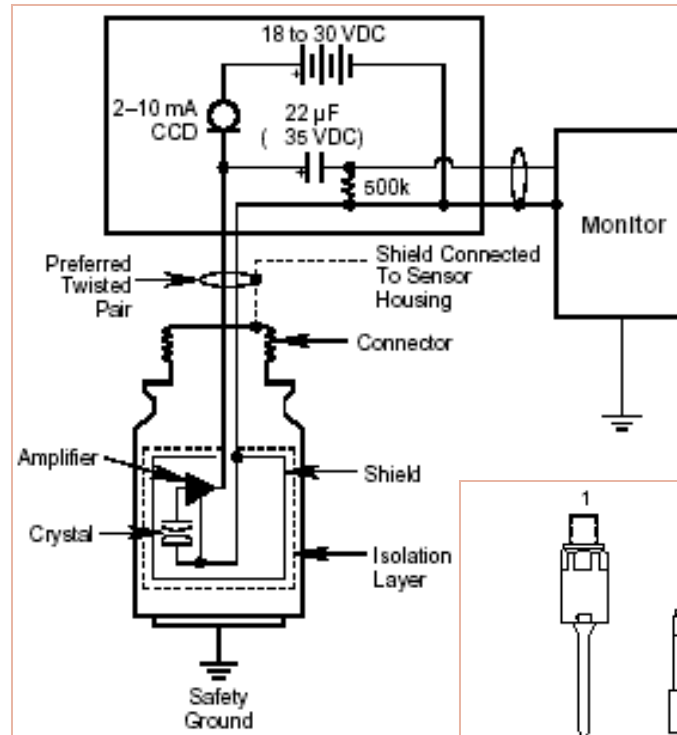 18 to 30 VDC
2–10 mA
CCD
22 µF
( 35 VDC)
500k
Monitor
Preferred
Twisted
Pair
Shield Connected
To Sensor
Housing
Connector
Amplifier
Shield
Crystal
Isolation
Layer
1
Safety
Ground